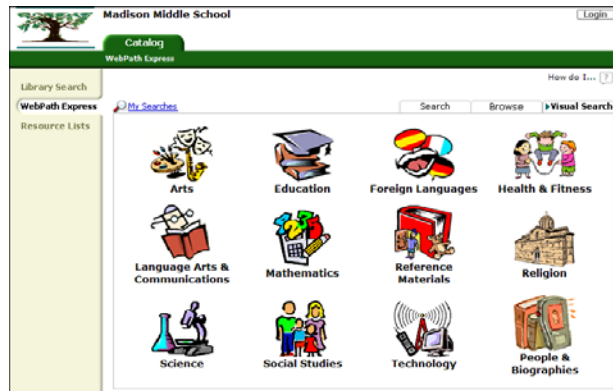 Madison Middle School
Login
Catalog
WebPath Express
How do I... ?
Library Search
WebPath Express
Resource Lists
My Searches
Search
Browse
Visual Search
Arts
Education
Foreign Languages
Health & Fitness
Language Arts &
Communications
Mathematics
Reference
Materials
Religion
Science
Social Studies
Technology
People &
Biographies